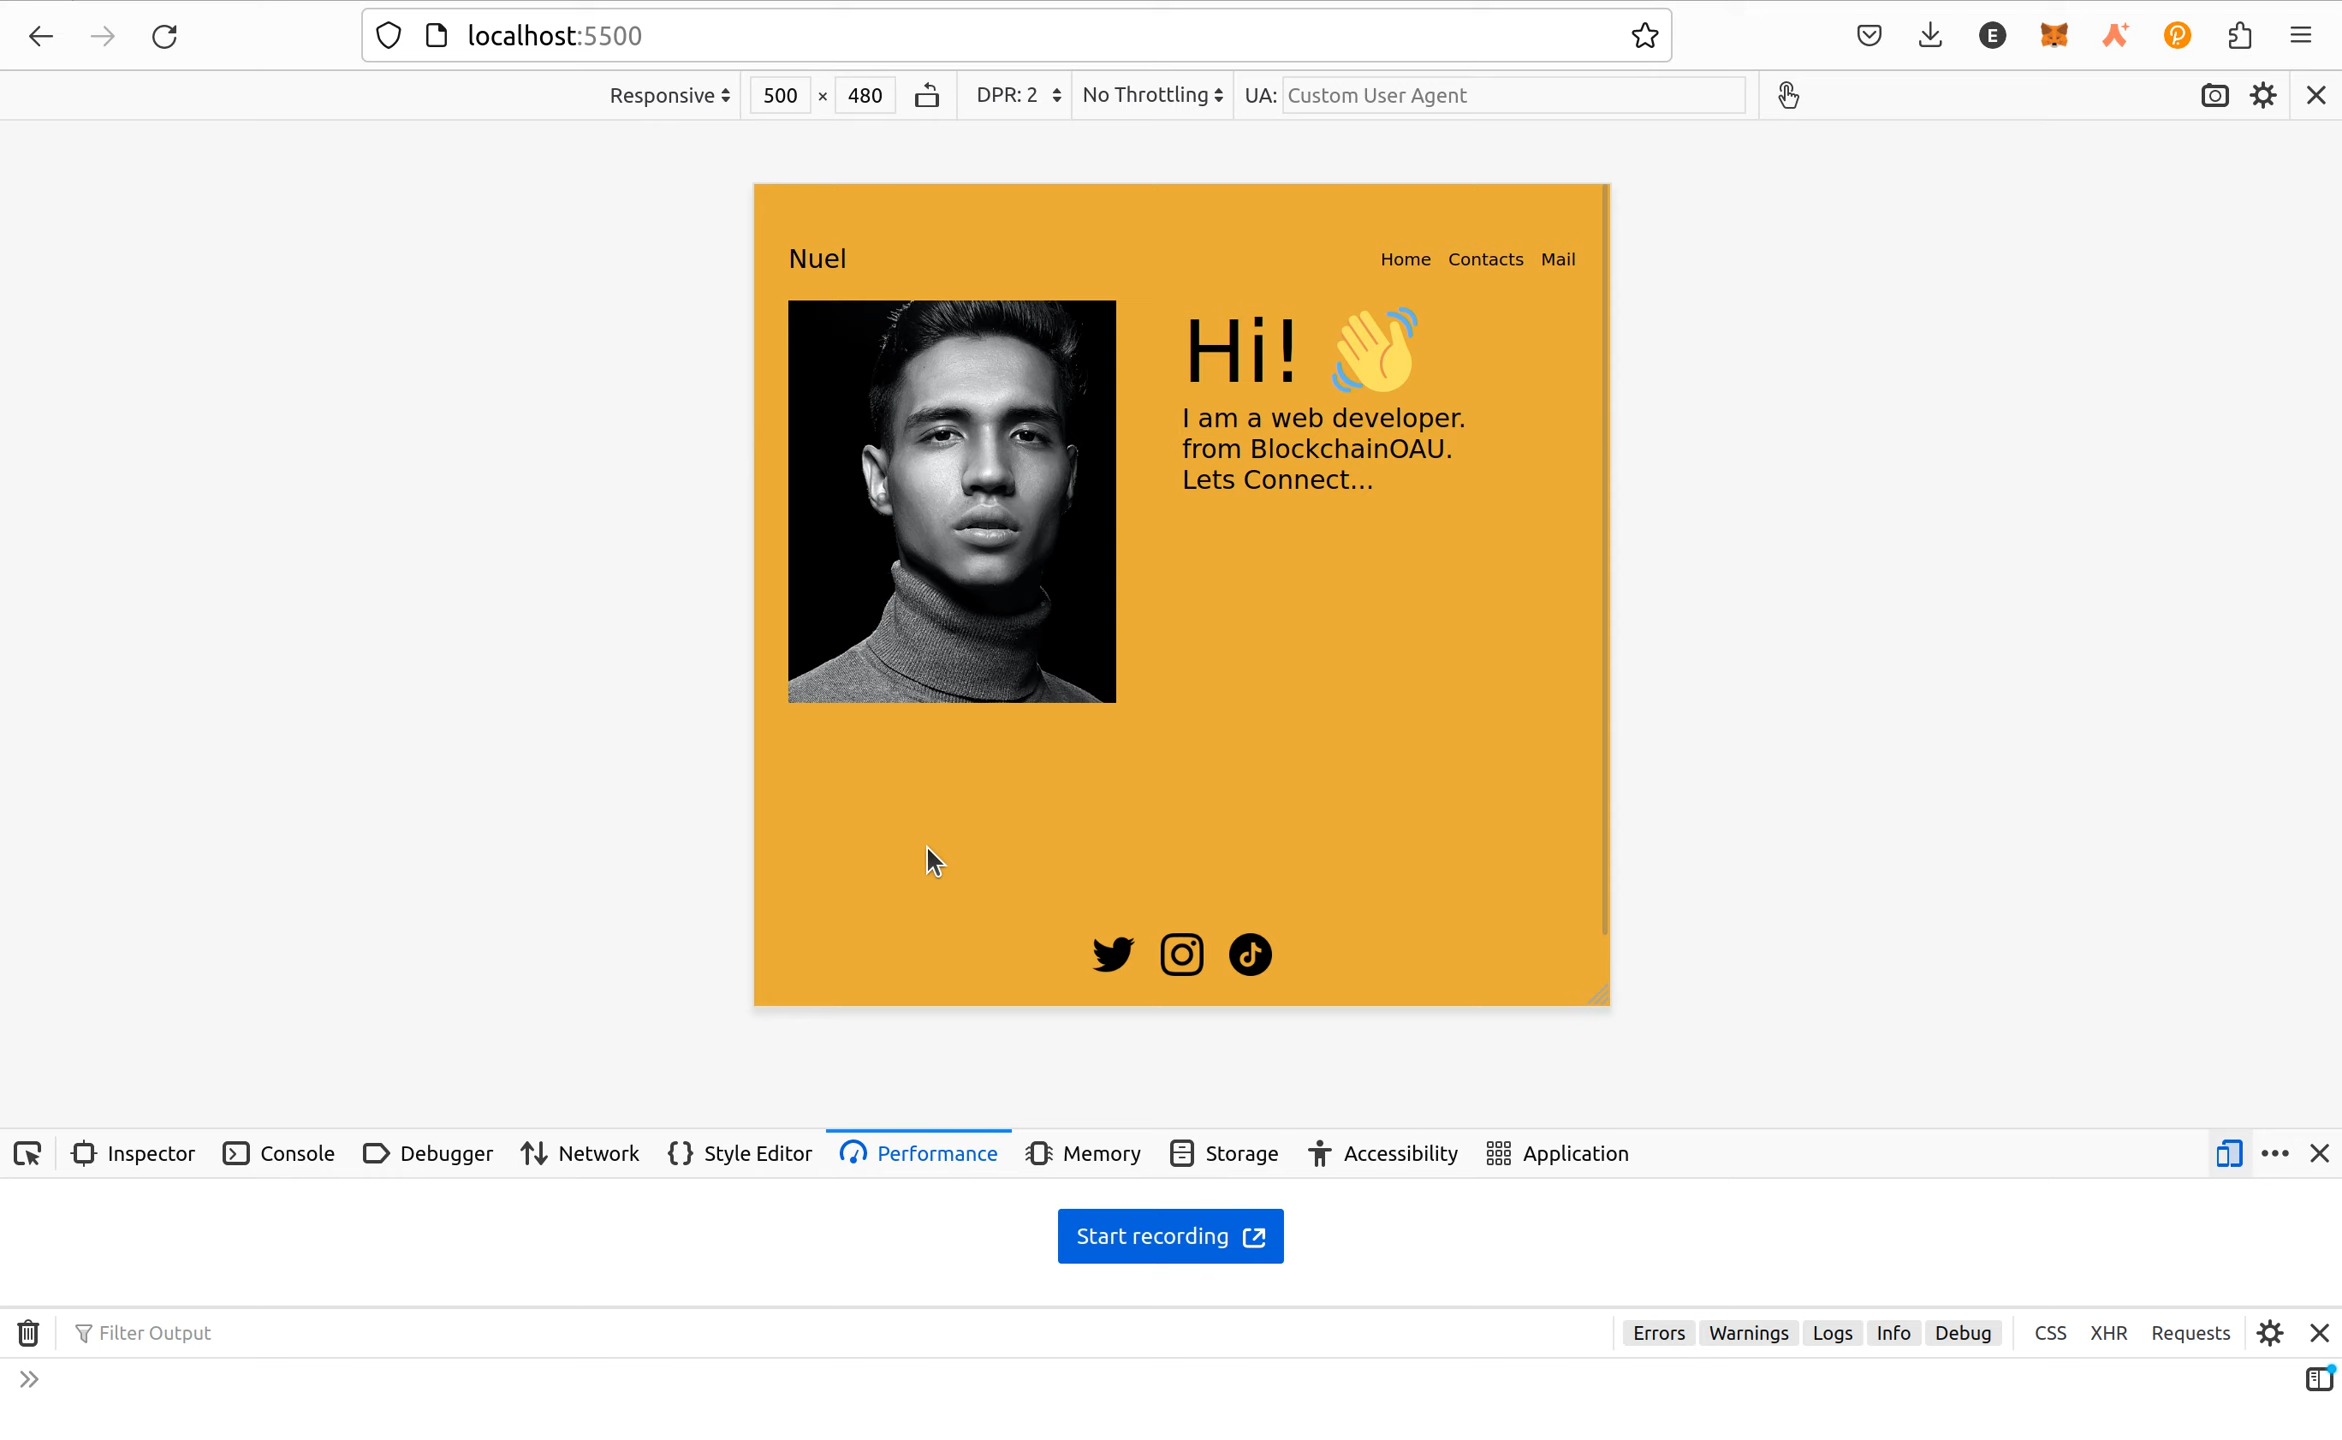 localhost:5500
Responsive 500 × 480 DPR: 2 No Throttling UA: Custom User Agent
Nuel Home Contacts Mail
Hi! 👋
I am a web developer.
from BlockchainOAU.
Lets Connect...
Inspector Console Debugger Network Style Editor Performance Memory Storage Accessibility Application
Start recording
Filter Output Errors Warnings Logs Info Debug CSS XHR Requests